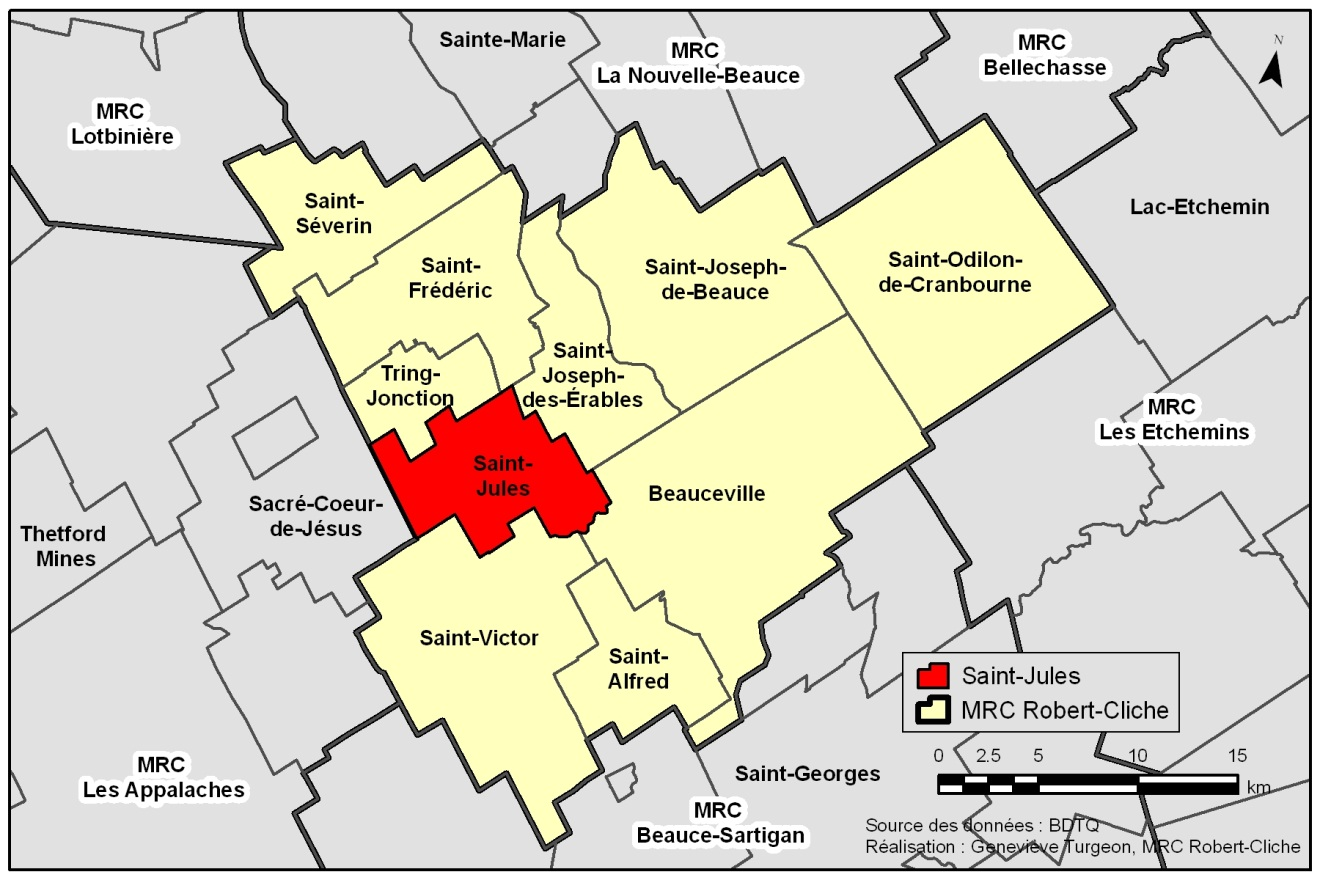 Sainte-Marie
MRC
La Nouvelle-Beauce
MRC
Bellechasse
N
MRC
Lotbinière
Saint-
Séverin
Lac-Etchemin
Saint-
Frédéric
Saint-Joseph-
de-Beauce
Saint-Odilon-
de-Cranbourne
Tring-
Jonction
Saint-
Joseph-
des-Érables
MRC
Les Etchemins
Saint-
Jules
Beauceville
Sacré-Coeur-
de-Jésus
Thetford
Mines
Saint-Victor
Saint-
Alfred
Saint-Jules
MRC Robert-Cliche
MRC
Les Appalaches
Saint-Georges
MRC
Beauce-Sartigan
0 2.5 5 10 15
km
Source des données : BDTQ
Réalisation : Geneviève Turgeon, MRC Robert-Cliche